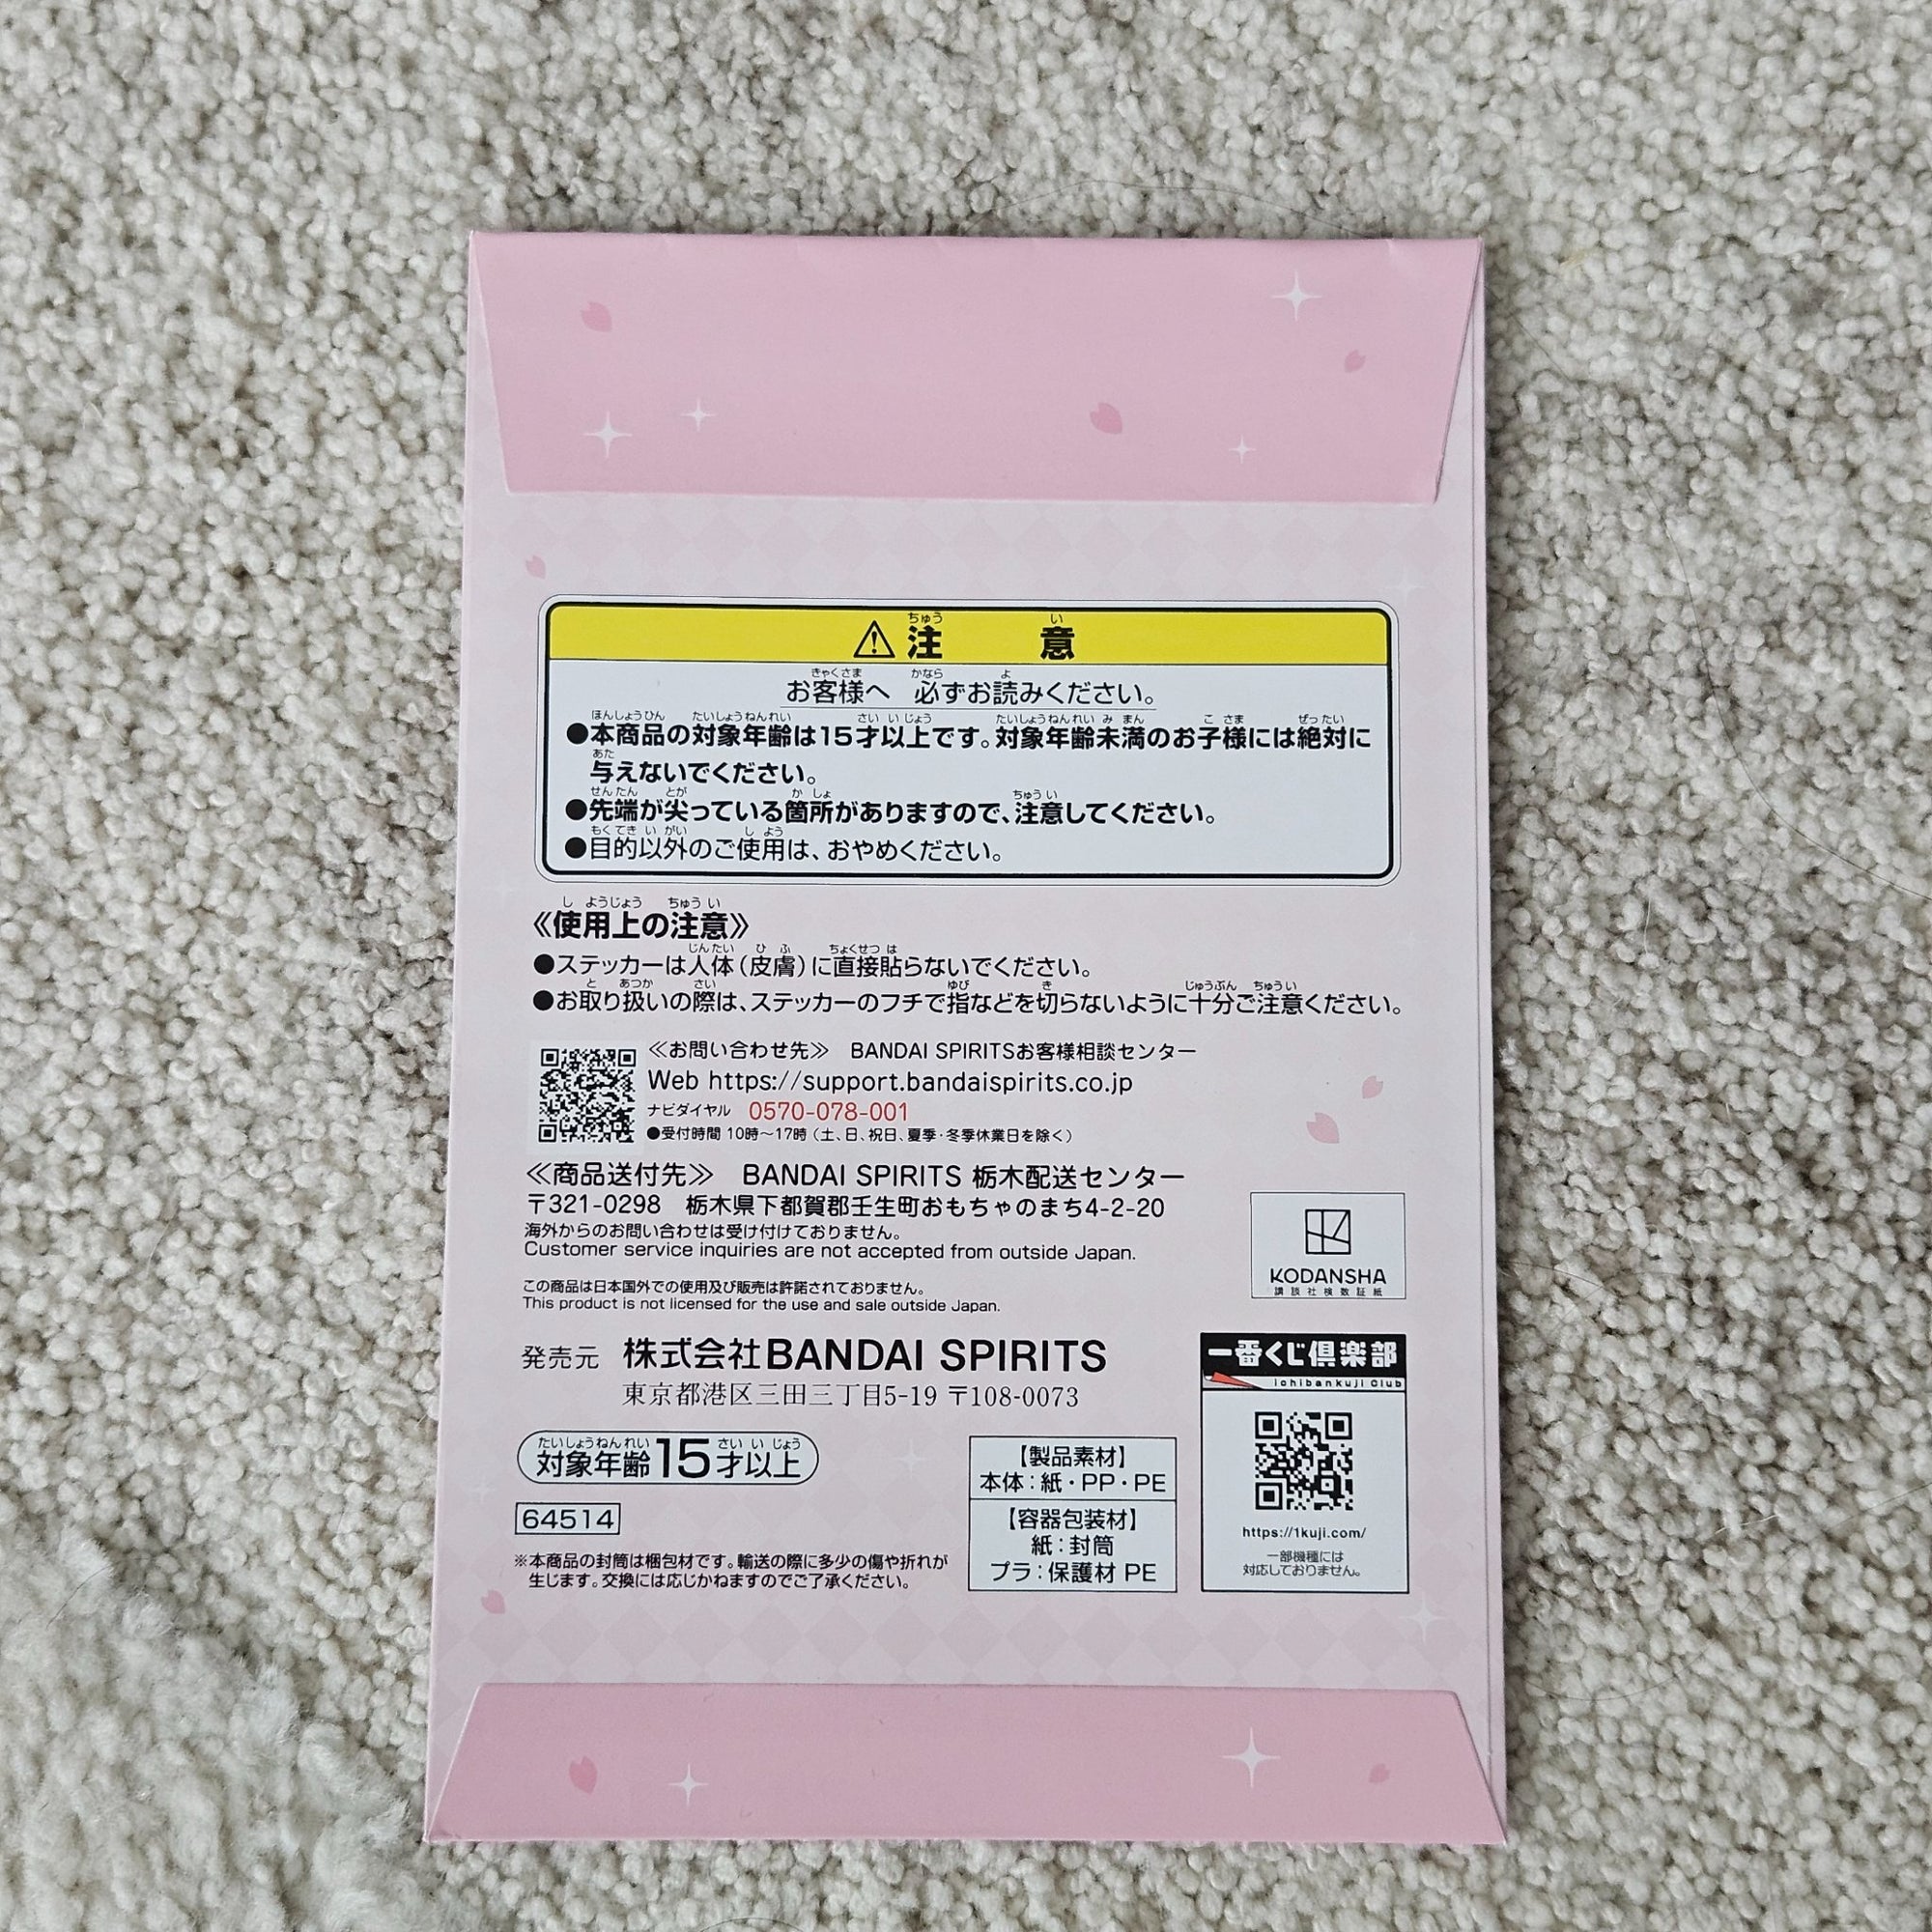 ⚠注意
お客様へ 必ずお読みください。
●本商品の対象年齢は15才以上です。対象年齢未満のお子様には絶対に
与えないでください。
●先端が尖っている箇所がありますので、注意してください。
●目的以外のご使用は、おやめください。
《使用上の注意》
●ステッカーは人体(皮膚)に直接貼らないでください。
●お取り扱いの際は、ステッカーのフチで指などを切らないように十分ご注意ください。
≪お問い合わせ先≫ BANDAI SPIRITSお客様相談センター
Web https://support.bandaispirits.co.jp
ナビダイヤル 0570-078-001
●受付時間 10時~17時(土、日、祝日、夏季·冬季休業日を除く)
≪商品送付先≫ BANDAI SPIRITS 栃木配送センター
〒321-0298 栃木県下都賀郡壬生町おもちゃのまち4-2-20
海外からのお問い合わせは受け付けておりません。
Customer service inquiries are not accepted from outside Japan.
この商品は日本国外での使用及び販売は許諾されておりません。
This product is not licensed for the use and sale outside Japan.
KODANSHA
講談社検数証紙
発売元 株式会社BANDAI SPIRITS
東京都港区三田三丁目5-19 〒108-0073
対象年齢15才以上
64514
※本商品の封筒は梱包材です。輸送の際に多少の傷や折れが
生じます。交換には応じかねますのでご了承ください。
【製品素材】
本体:紙・PP・PE
【容器包装材】
紙:封筒
プラ:保護材 PE
一番くじ倶楽部
ichibankuji Club
https://1kuji.com/
一部機種には
対応しておりません。